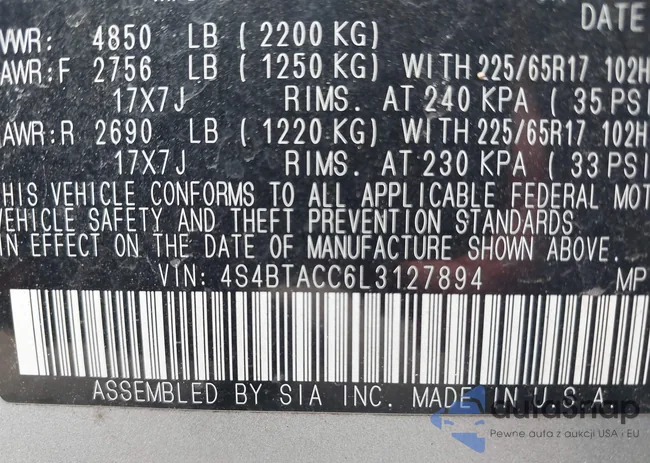 DATE
VWR: 4850 LB ( 2200 KG)
AWR:F 2756 LB ( 1250 KG) WITH 225/65R17 102H
17X7J RIMS. AT 240 KPA ( 35 PSI
AWR:R 2690 LB ( 1220 KG) WITH 225/65R17 102H
17X7J RIMS. AT 230 KPA ( 33 PSI
HIS VEHICLE CONFORMS TO ALL APPLICABLE FEDERAL MOT
VEHICLE SAFETY AND THEFT PREVENTION STANDARDS
IN EFFECT ON THE DATE OF MANUFACTURE SHOWN ABOVE.
VIN: 4S4BTACC6L3127894 MP
ASSEMBLED BY SIA INC. MADE IN U.S.A.
autoSnap
Pewne auta z aukcji USA i EU